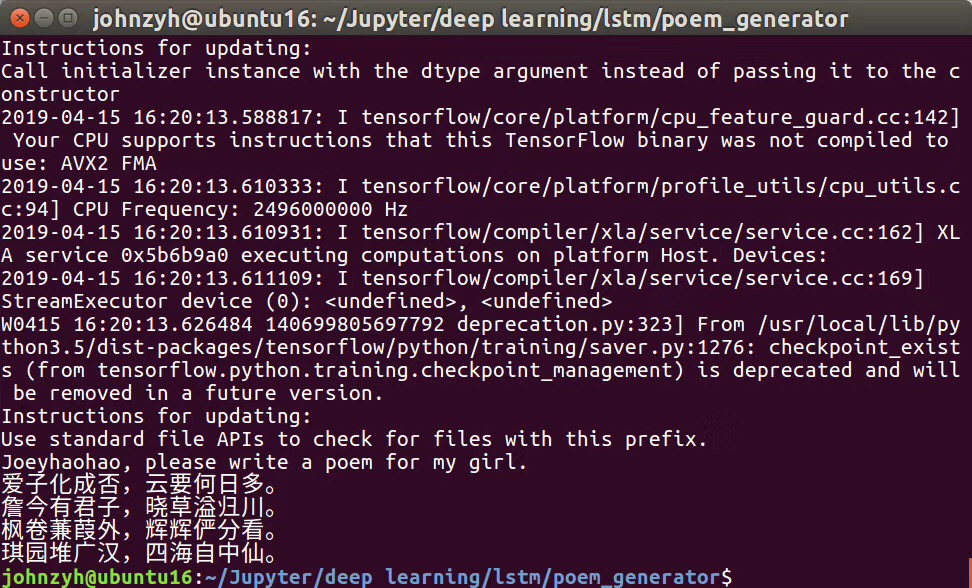 johnzyh@ubuntu16: ~/Jupyter/deep learning/lstm/poem_generator
Instructions for updating:
Call initializer instance with the dtype argument instead of passing it to the c
onstructor
2019-04-15 16:20:13.588817: I tensorflow/core/platform/cpu_feature_guard.cc:142]
 Your CPU supports instructions that this TensorFlow binary was not compiled to
use: AVX2 FMA
2019-04-15 16:20:13.610333: I tensorflow/core/platform/profile_utils/cpu_utils.c
c:94] CPU Frequency: 2496000000 Hz
2019-04-15 16:20:13.610931: I tensorflow/compiler/xla/service/service.cc:162] XL
A service 0x5b6b9a0 executing computations on platform Host. Devices:
2019-04-15 16:20:13.611109: I tensorflow/compiler/xla/service/service.cc:169]
StreamExecutor device (0): <undefined>, <undefined>
W0415 16:20:13.626484 140699805697792 deprecation.py:323] From /usr/local/lib/py
thon3.5/dist-packages/tensorflow/python/training/saver.py:1276: checkpoint_exist
s (from tensorflow.python.training.checkpoint_management) is deprecated and will
 be removed in a future version.
Instructions for updating:
Use standard file APIs to check for files with this prefix.
Joeyhaohao, please write a poem for my girl.
爱子化成否，云要何日多。
詹今有君子，晓草溢归川。
枫卷蒹葭外，辉辉俨分看。
琪园堆广汉，四海自中仙。
johnzyh@ubuntu16:~/Jupyter/deep learning/lstm/poem_generator$